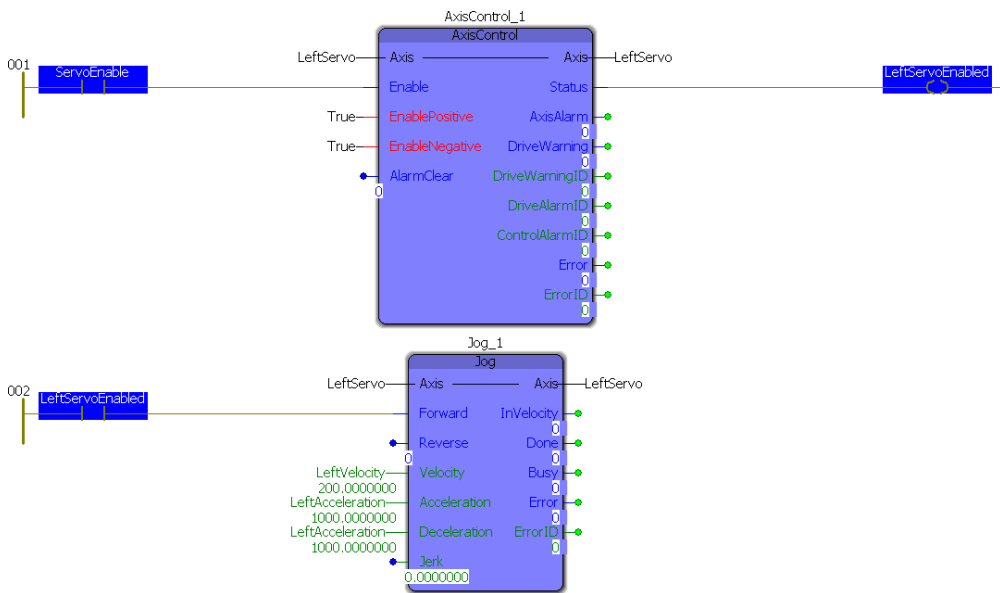 AxisControl_1
AxisControl
LeftServo Axis Axis LeftServo
001
ServoEnable
Enable Status
LeftServoEnabled
True EnablePositive AxisAlarm
0
True EnableNegative DriveWarning
0
AlarmClear DriveWarningID
0 0
DriveAlarmID
0
ControlAlarmID
0
Error
0
ErrorID
0
Jog_1
Jog
LeftServo Axis Axis LeftServo
002
LeftServoEnabled
Forward InVelocity
0
Reverse Done
0 0
LeftVelocity Velocity Busy
200.0000000 0
LeftAcceleration Acceleration Error
1000.0000000 0
LeftAcceleration Deceleration ErrorID
1000.0000000 0
Jerk
0.0000000